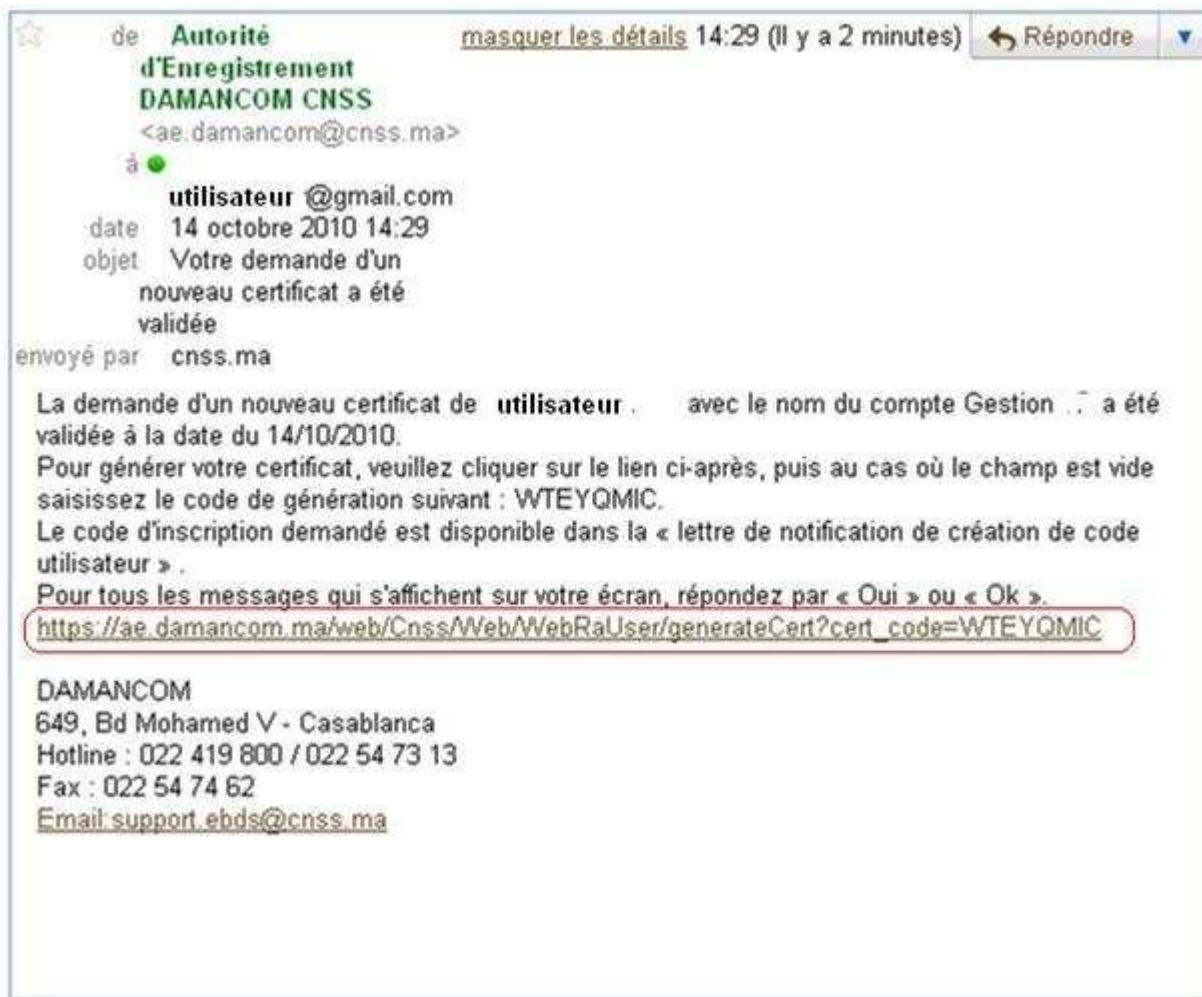 de Autorité masquer les détails 14:29 (Il y a 2 minutes) Répondre
d'Enregistrement
DAMANCOM CNSS
<ae.damancom@cnss.ma>
à
utilisateur @gmail.com
date 14 octobre 2010 14:29
objet Votre demande d'un
nouveau certificat a été
validée
envoyé par cnss.ma
La demande d'un nouveau certificat de utilisateur . avec le nom du compte Gestion a été
validée à la date du 14/10/2010.
Pour générer votre certificat, veuillez cliquer sur le lien ci-après, puis au cas où le champ est vide
saisissez le code de génération suivant : WTEYQMIC.
Le code d'inscription demandé est disponible dans la « lettre de notification de création de code
utilisateur » .
Pour tous les messages qui s'affichent sur votre écran, répondez par « Oui » ou « Ok ».
https://ae.damancom.ma/web/Cnss/Web/WebRaUser/generateCert?cert_code=WTEYQMIC
DAMANCOM
649, Bd Mohamed V - Casablanca
Hotline : 022 419 800 / 022 54 73 13
Fax : 022 54 74 62
Email:support.ebds@cnss.ma